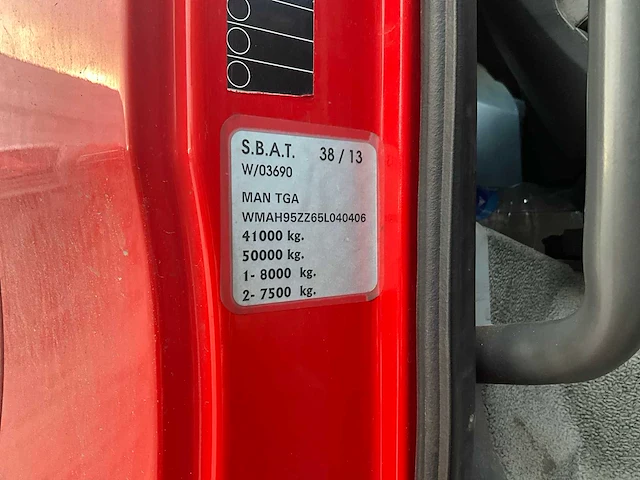 S.B.A.T. 38 / 13
W/03690
MAN TGA
WMAH95ZZ65L040406
41000 kg.
50000 kg.
1- 8000 kg.
2- 7500 kg.